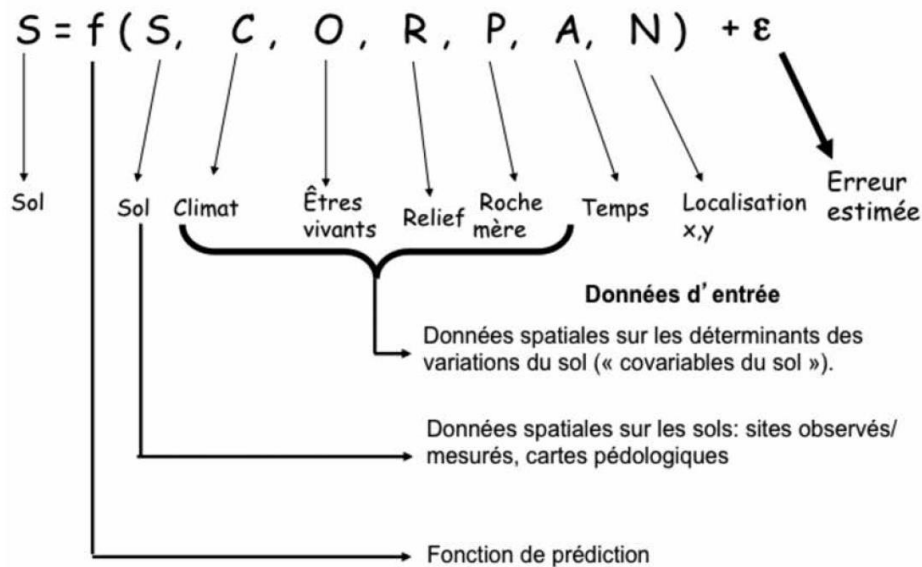 S = f ( S, C, O, R, P, A, N ) + ε
Sol
Sol
Climat
Êtres
vivants
Relief
Roche
mère
Temps
Localisation
x,y
Erreur
estimée
Données d' entrée
Données spatiales sur les déterminants des
variations du sol (« covariables du sol »).
Données spatiales sur les sols: sites observés/
mesurés, cartes pédologiques
Fonction de prédiction